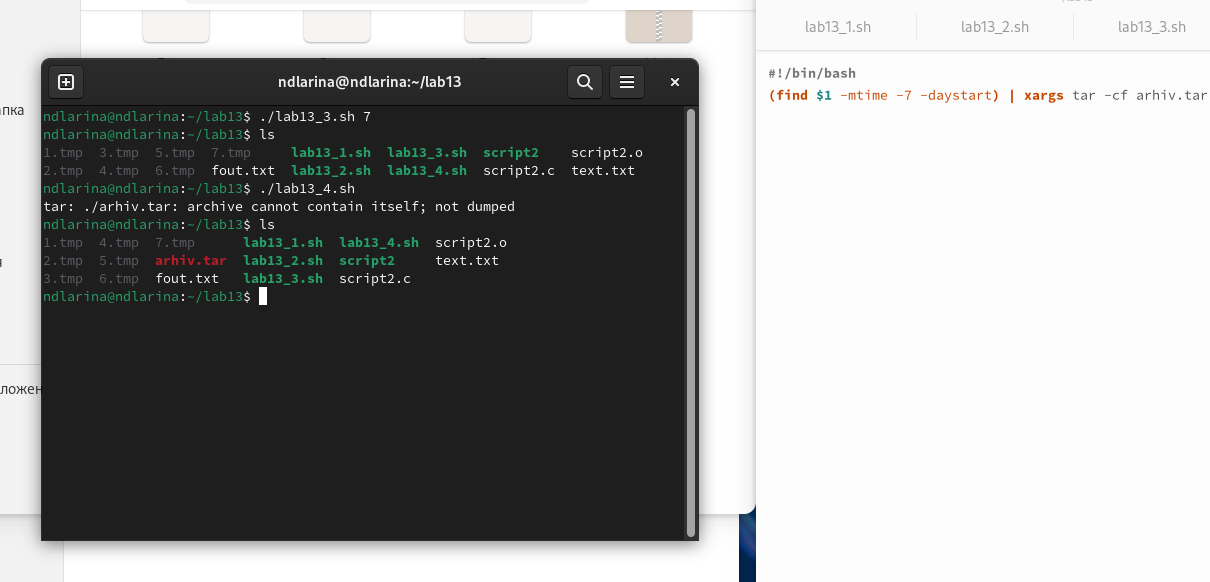 lab13_1.sh lab13_2.sh lab13_3.sh
#!/bin/bash
(find $1 -mtime -7 -daystart) | xargs tar -cf arhiv.tar
ndlarina@ndlarina:~/lab13
ndlarina@ndlarina:~/lab13$ ./lab13_3.sh 7
ndlarina@ndlarina:~/lab13$ ls
1.tmp 3.tmp 5.tmp 7.tmp lab13_1.sh lab13_3.sh script2 script2.o
2.tmp 4.tmp 6.tmp fout.txt lab13_2.sh lab13_4.sh script2.c text.txt
ndlarina@ndlarina:~/lab13$ ./lab13_4.sh
tar: ./arhiv.tar: archive cannot contain itself; not dumped
ndlarina@ndlarina:~/lab13$ ls
1.tmp 4.tmp 7.tmp lab13_1.sh lab13_4.sh script2.o
2.tmp 5.tmp arhiv.tar lab13_2.sh script2 text.txt
3.tmp 6.tmp fout.txt lab13_3.sh script2.c
ndlarina@ndlarina:~/lab13$
апка
ложен